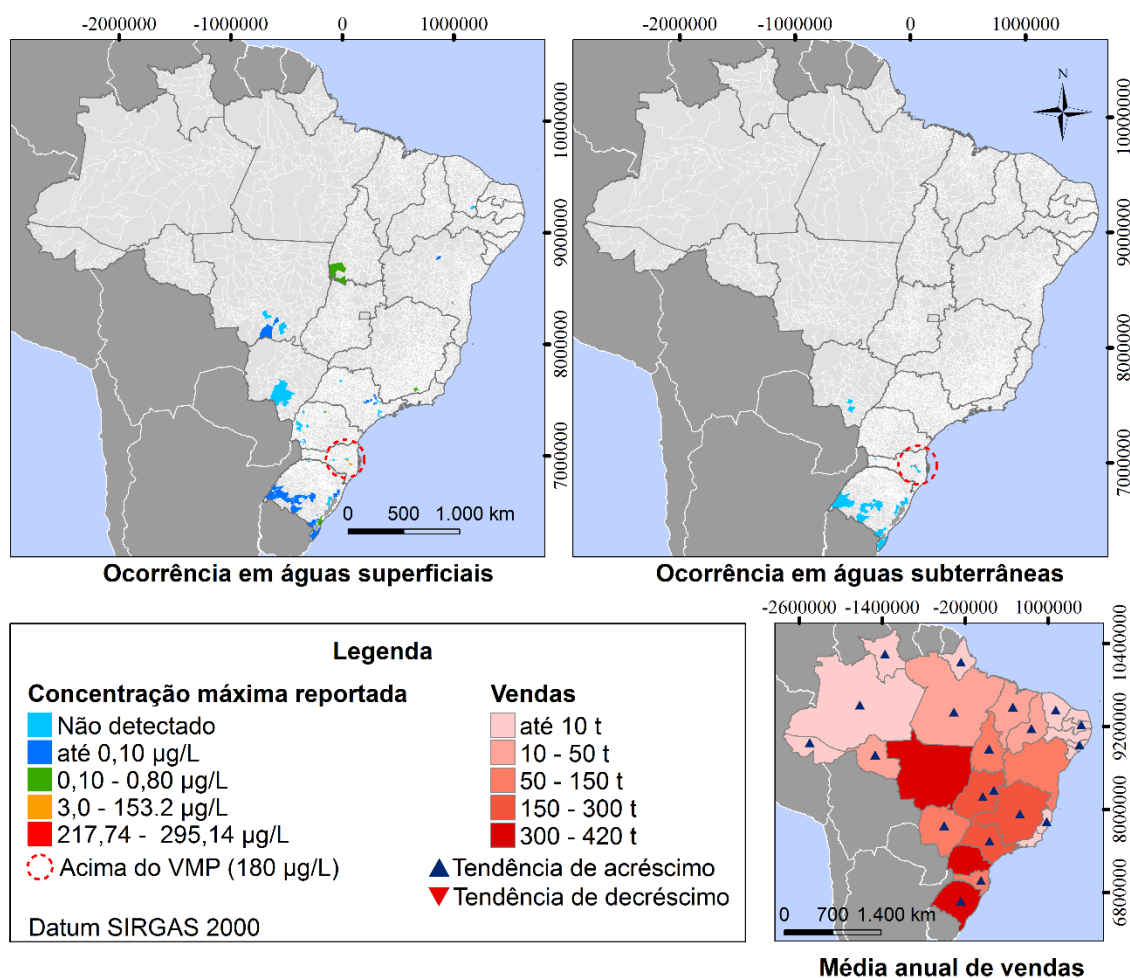 -2000000 -1000000 0 1000000
-2000000 -1000000 0 1000000
N
10000000
9000000
8000000
7000000
10000000
9000000
8000000
7000000
0 500 1.000 km
Ocorrência em águas superficiais
Ocorrência em águas subterrâneas
Legenda
Concentração máxima reportada
Não detectado
até 0,10 µg/L
0,10 - 0,80 µg/L
3,0 - 153.2 µg/L
217,74 - 295,14 µg/L
Acima do VMP (180 µg/L)
Datum SIRGAS 2000
Vendas
até 10 t
10 - 50 t
50 - 150 t
150 - 300 t
300 - 420 t
Tendência de acréscimo
Tendência de decréscimo
-2600000 -1400000 -200000 1000000
10400000
9200000
8000000
6800000
0 700 1.400 km
Média anual de vendas